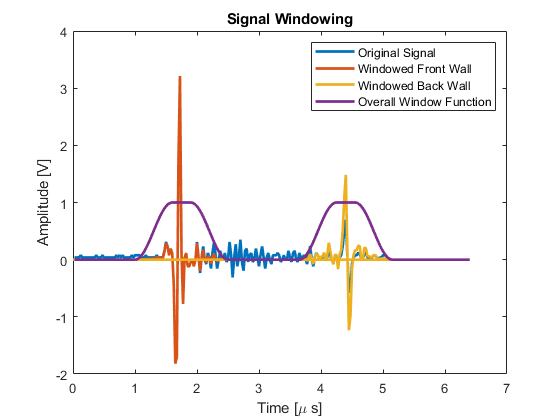 Signal Windowing
4
3
2
1
0
-1
-2
Amplitude [V]
Original Signal
Windowed Front Wall
Windowed Back Wall
Overall Window Function
0 1 2 3 4 5 6 7
Time [μ s]